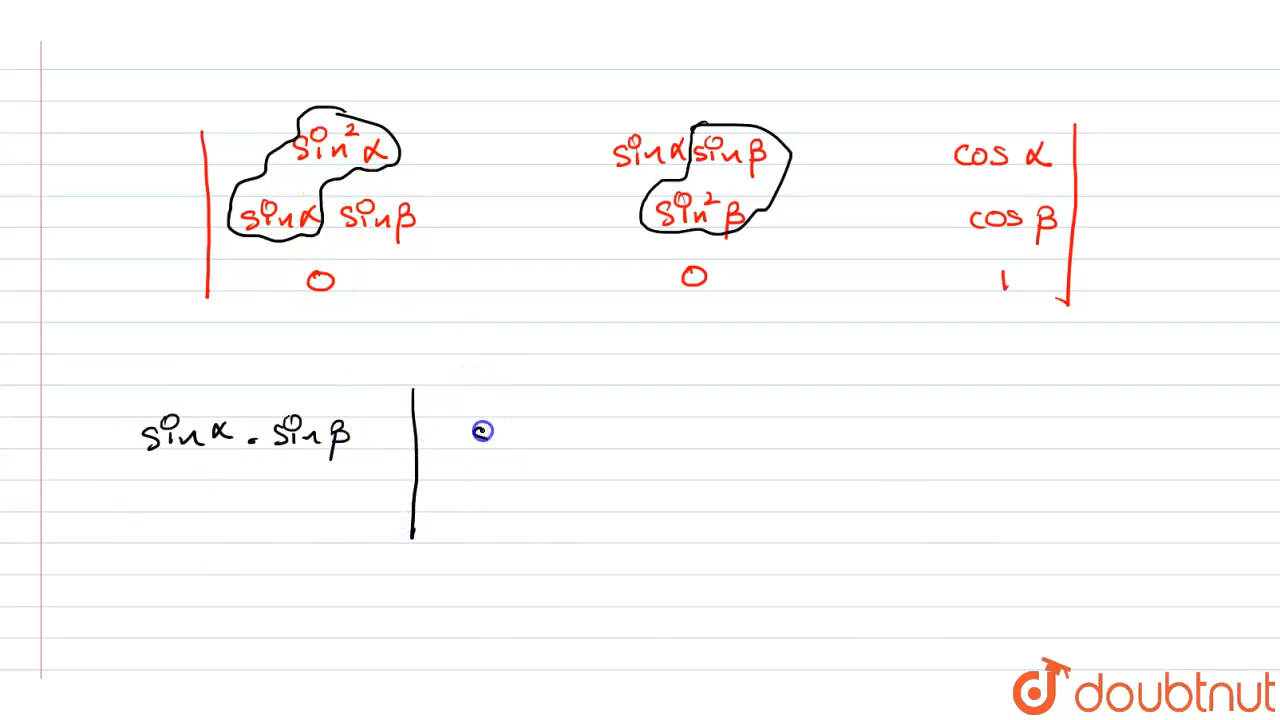 sin²α sinα sinβ cos α
sinα sinβ sin²β cos β
0 0 1
sinα . sinβ
doubtnut